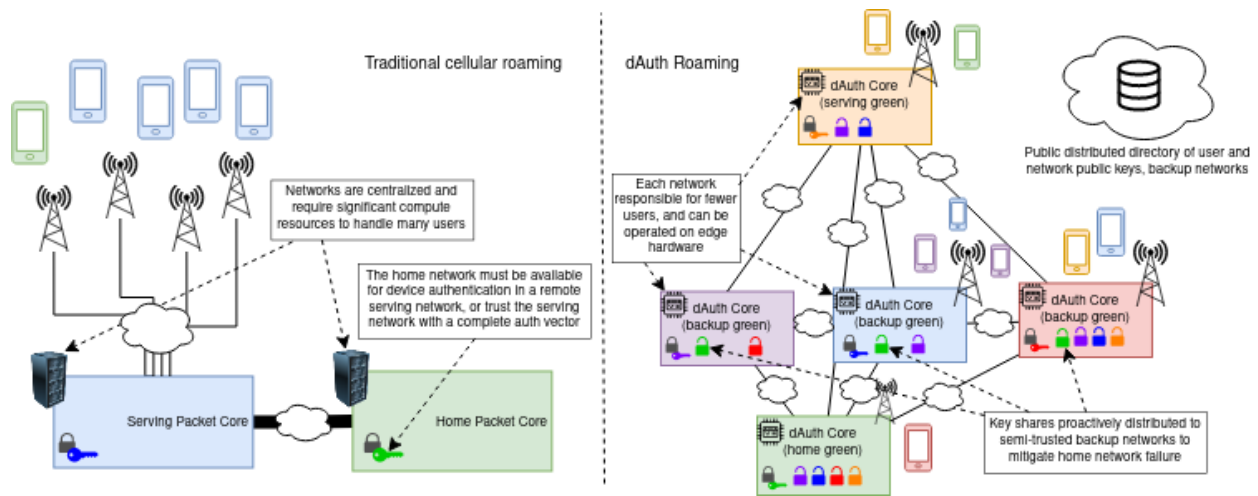 Traditional cellular roaming
Networks are centralized and
require significant compute
resources to handle many users
The home network must be available
for device authentication in a remote
serving network, or trust the serving
network with a complete auth vector
Serving Packet Core
Home Packet Core
dAuth Roaming
dAuth Core
(serving green)
Public distributed directory of user and
network public keys, backup networks
Each network
responsible for fewer
users, and can be
operated on edge
hardware
dAuth Core
(backup green)
dAuth Core
(backup green)
dAuth Core
(backup green)
Key shares proactively distributed to
semi-trusted backup networks to
mitigate home network failure
dAuth Core
(home green)